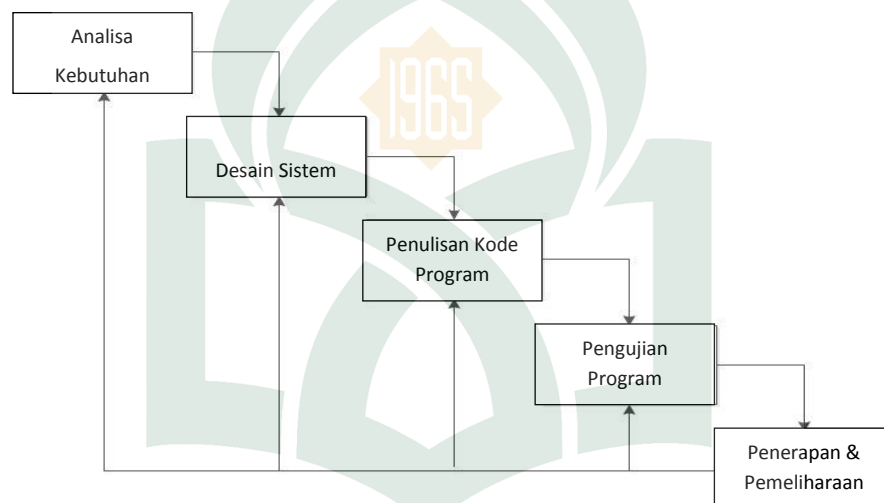 Analisa
Kebutuhan
1965
Desain Sistem
Penulisan Kode
Program
Pengujian
Program
Penerapan &
Pemeliharaan